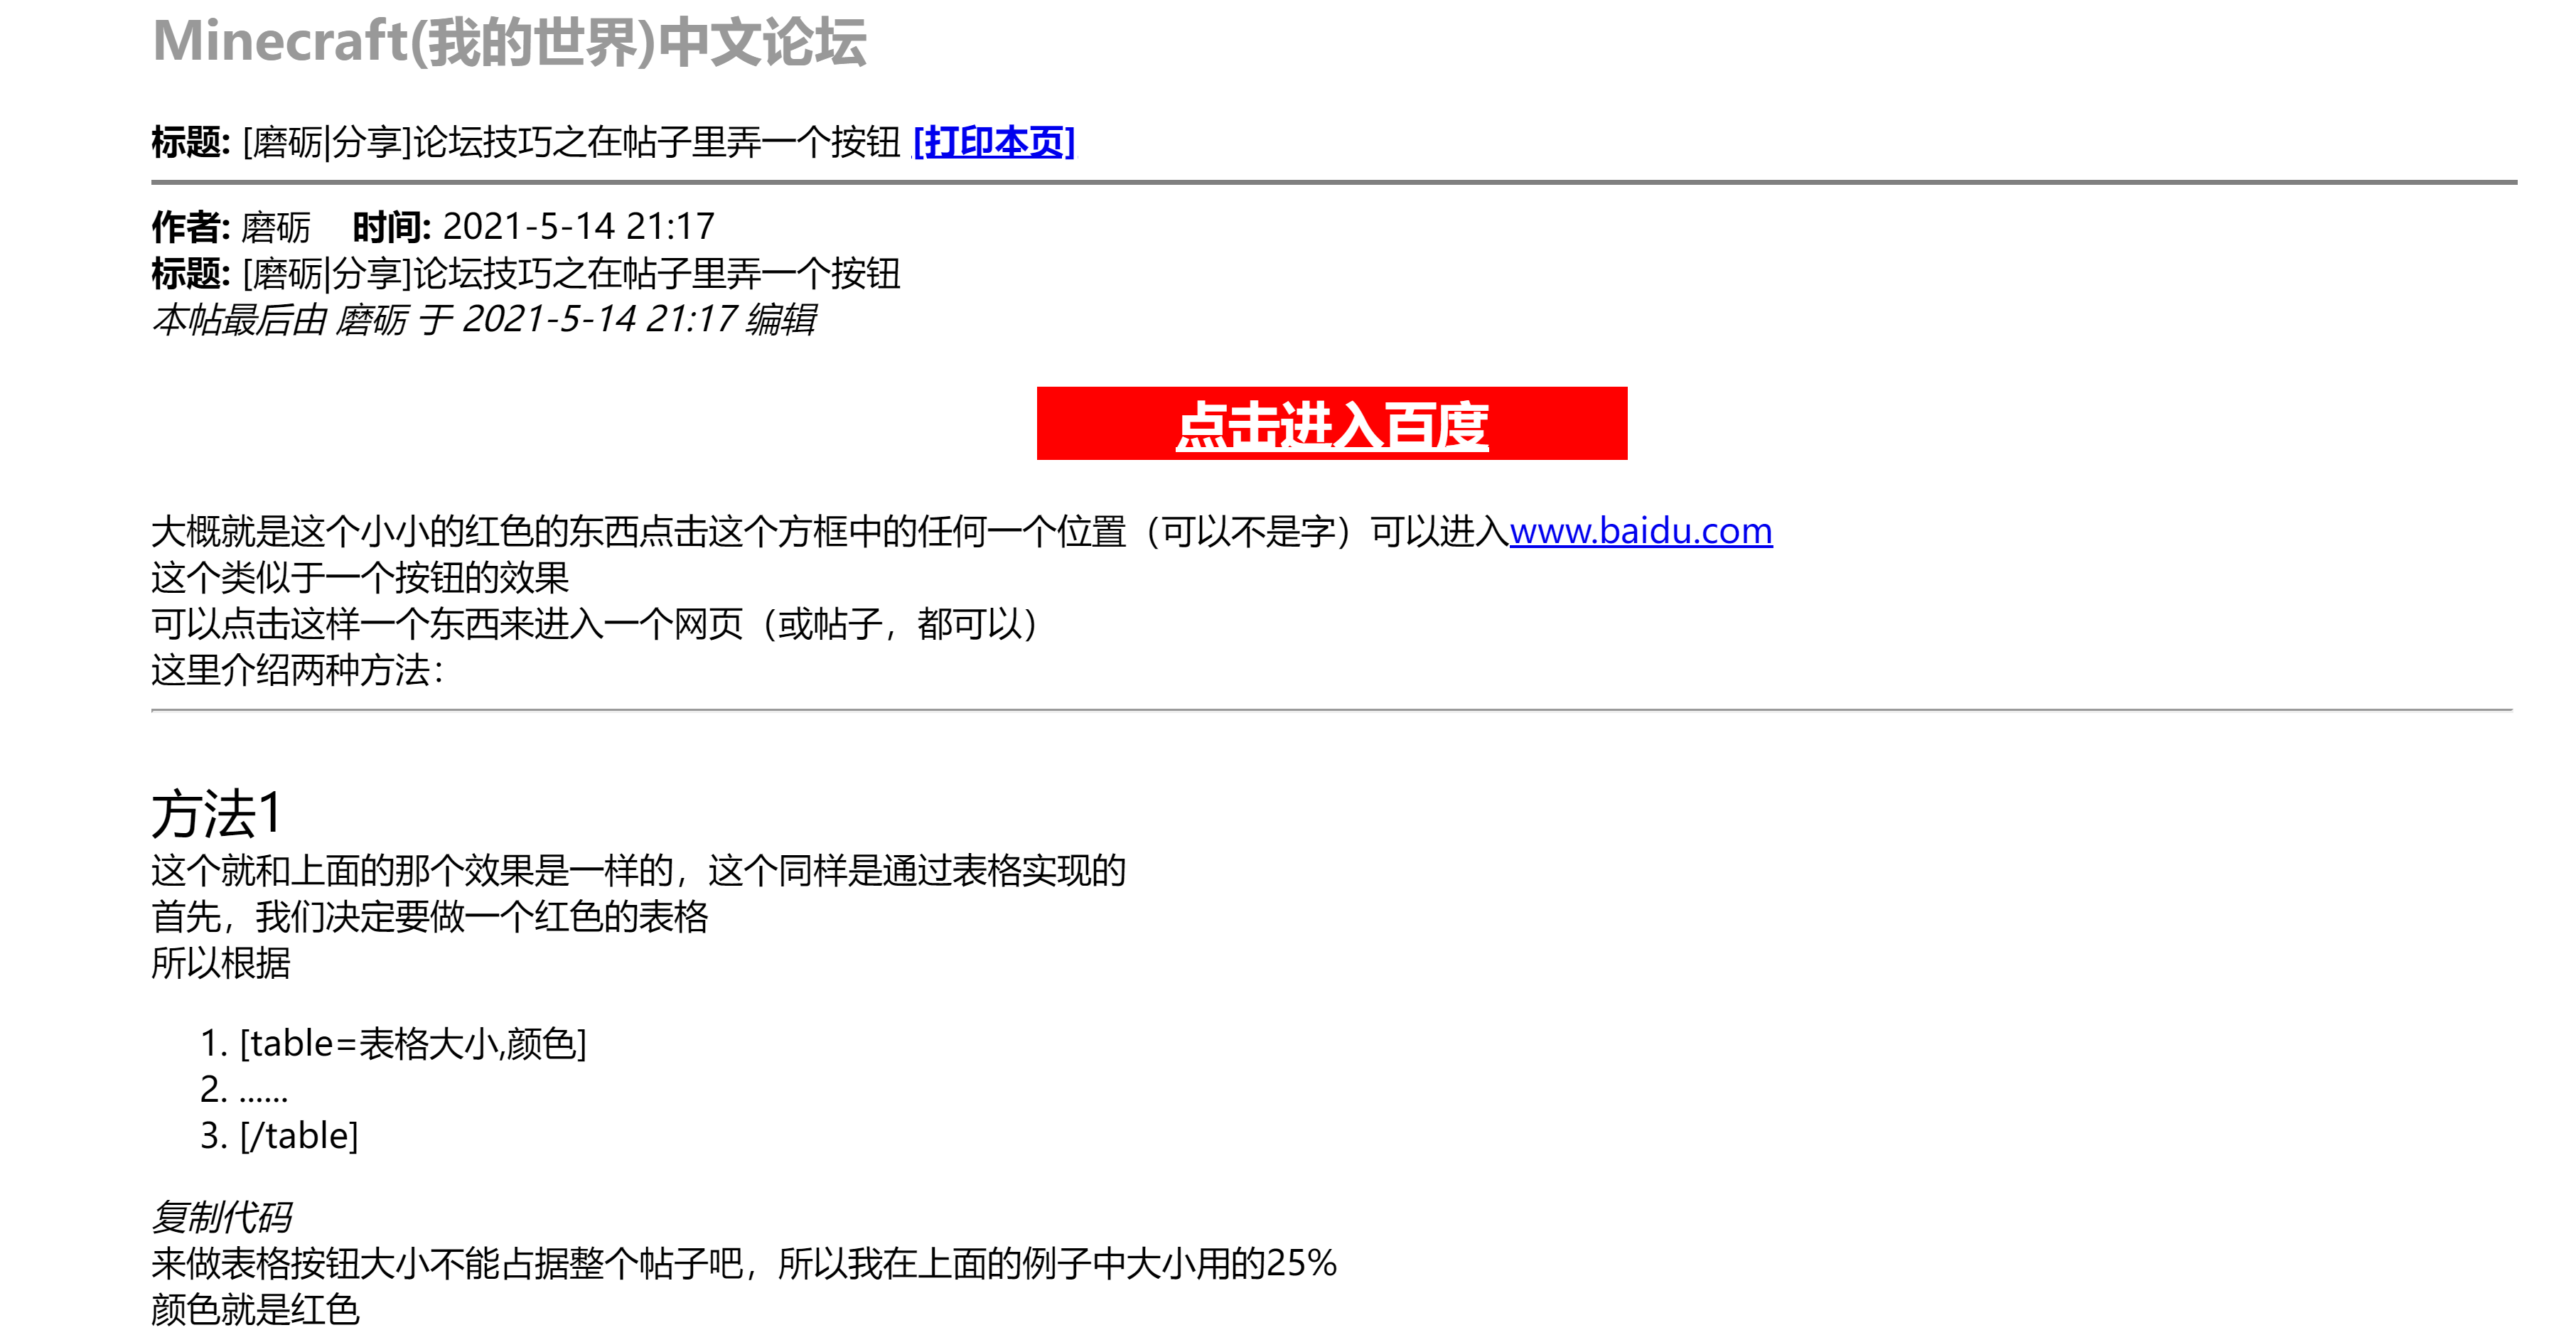 Minecraft(我的世界)中文论坛
标题: [磨砺|分享]论坛技巧之在帖子里弄一个按钮 [打印本页]
作者: 磨砺 时间: 2021-5-14 21:17
标题: [磨砺|分享]论坛技巧之在帖子里弄一个按钮
本帖最后由 磨砺 于 2021-5-14 21:17 编辑
点击进入百度
大概就是这个小小的红色的东西点击这个方框中的任何一个位置（可以不是字）可以进入www.baidu.com
这个类似于一个按钮的效果
可以点击这样一个东西来进入一个网页（或帖子，都可以）
这里介绍两种方法：
方法1
这个就和上面的那个效果是一样的，这个同样是通过表格实现的
首先，我们决定要做一个红色的表格
所以根据
1. [table=表格大小,颜色]
2. ......
3. [/table]
复制代码
来做表格按钮大小不能占据整个帖子吧，所以我在上面的例子中大小用的25%
颜色就是红色